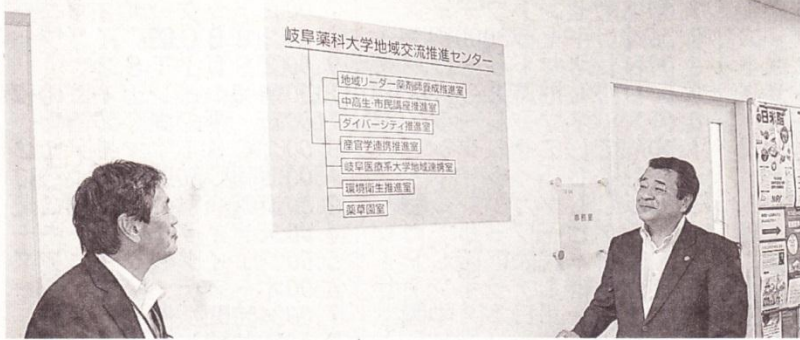 岐阜薬科大学地域交流推進センター
地域リーダー薬剤師養成推進室
中高生・市民講座推進室
ダイバーシティ推進室
産官学連携推進室
岐阜医療系大学地域連携室
環境衛生推進室
薬草園室